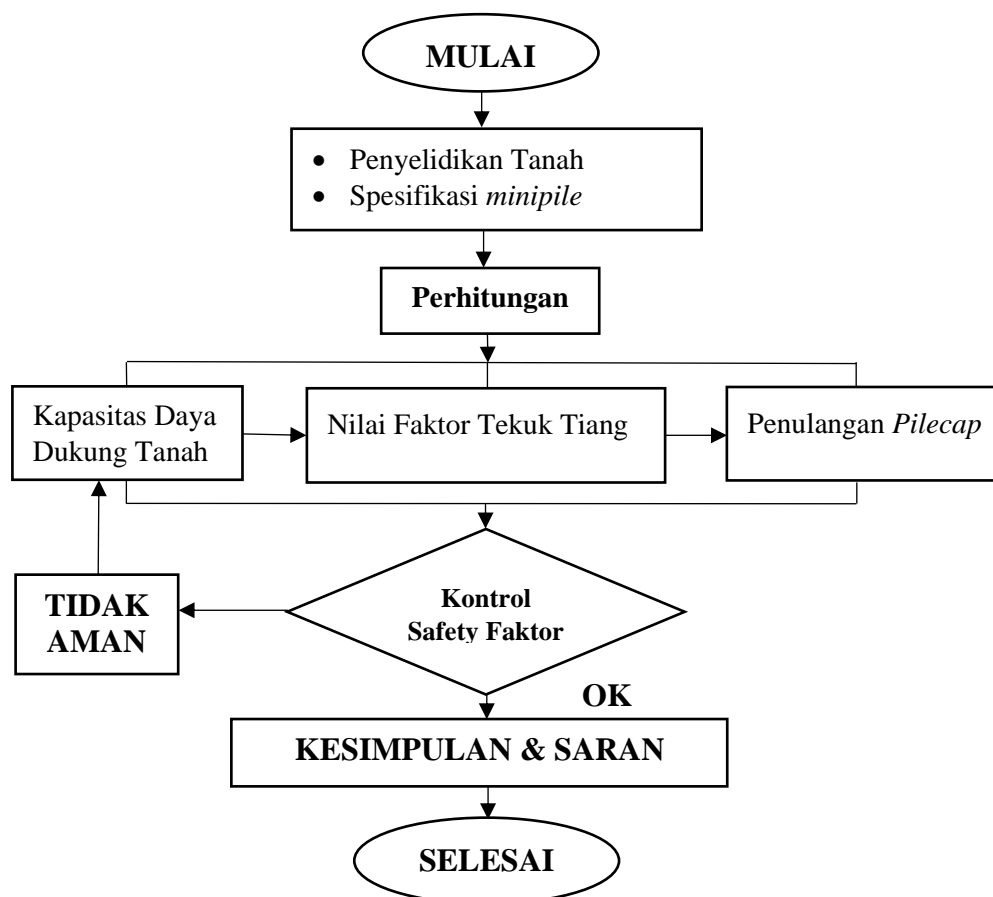 MULAI
• Penyelidikan Tanah
• Spesifikasi minipile
Perhitungan
Kapasitas Daya
Dukung Tanah
Nilai Faktor Tekuk Tiang
Penulangan Pilecap
TIDAK
AMAN
Kontrol
Safety Faktor
OK
KESIMPULAN & SARAN
SELESAI